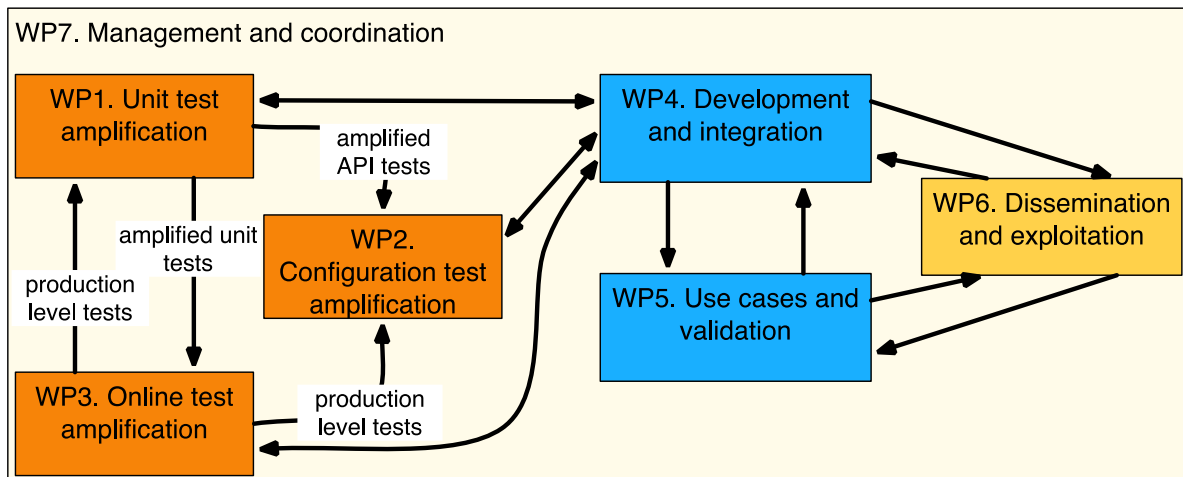 WP7. Management and coordination
WP1. Unit test
amplification
amplified
API tests
WP4. Development
and integration
WP6. Dissemination
and exploitation
amplified unit
tests
WP2.
Configuration test
amplification
production
level tests
WP5. Use cases and
validation
WP3. Online test
amplification
production
level tests